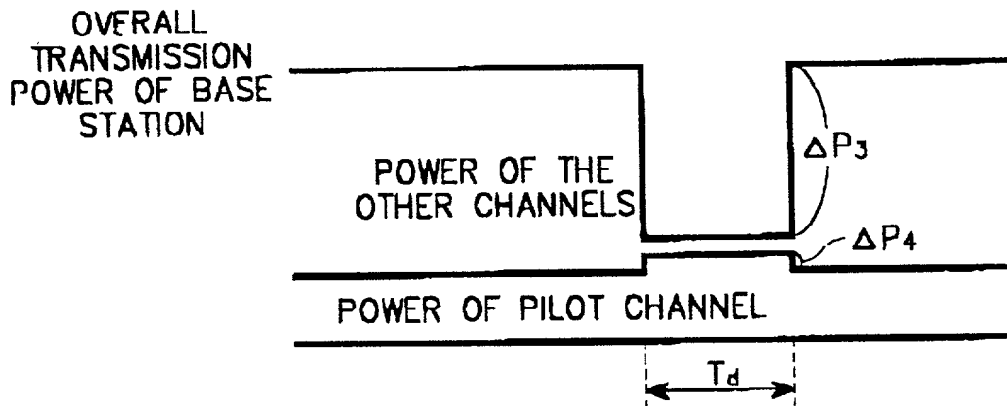 OVERALL
TRANSMISSION
POWER OF BASE
STATION
ΔP3
POWER OF THE
OTHER CHANNELS
ΔP4
POWER OF PILOT CHANNEL
Td